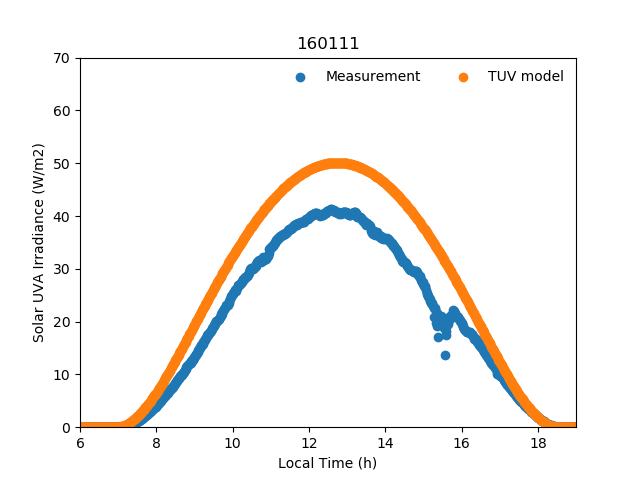 160111
Measurement
TUV model
Solar UVA Irradiance (W/m2)
70
60
50
40
30
20
10
0
6 8 10 12 14 16 18
Local Time (h)